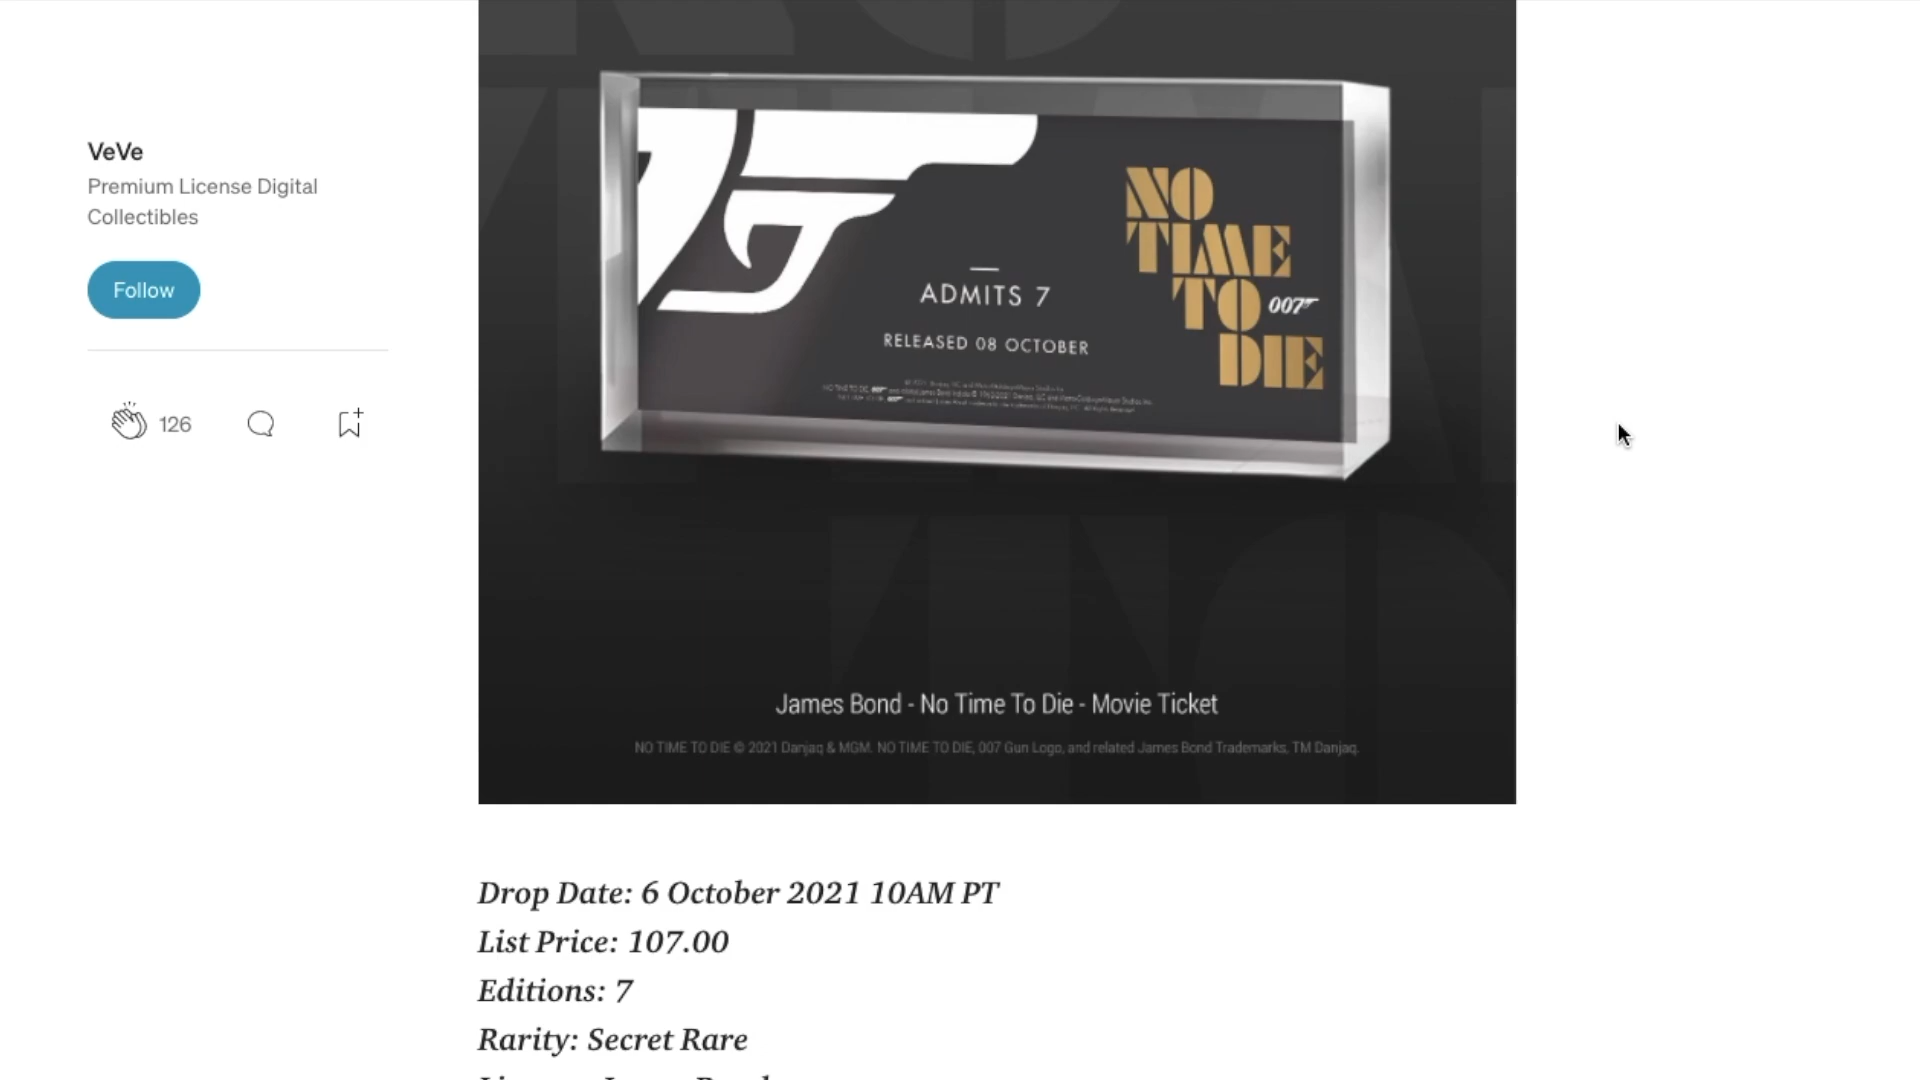 VeVe
Premium License Digital
Collectibles
Follow
126
NO
TIME
TO 007
DIE
ADMITS 7
RELEASED 08 OCTOBER
James Bond - No Time To Die - Movie Ticket
NO TIME TO DIE © 2021 Danjaq & MGM. NO TIME TO DIE, 007 Gun Logo, and related James Bond Trademarks, TM Danjaq.
Drop Date: 6 October 2021 10AM PT
List Price: 107.00
Editions: 7
Rarity: Secret Rare